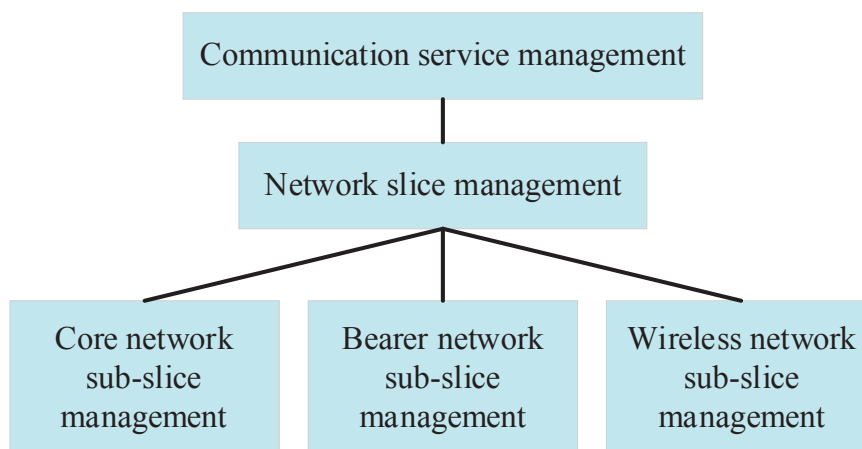 Communication service management
Network slice management
Core network
sub-slice
management
Bearer network
sub-slice
management
Wireless network
sub-slice
management